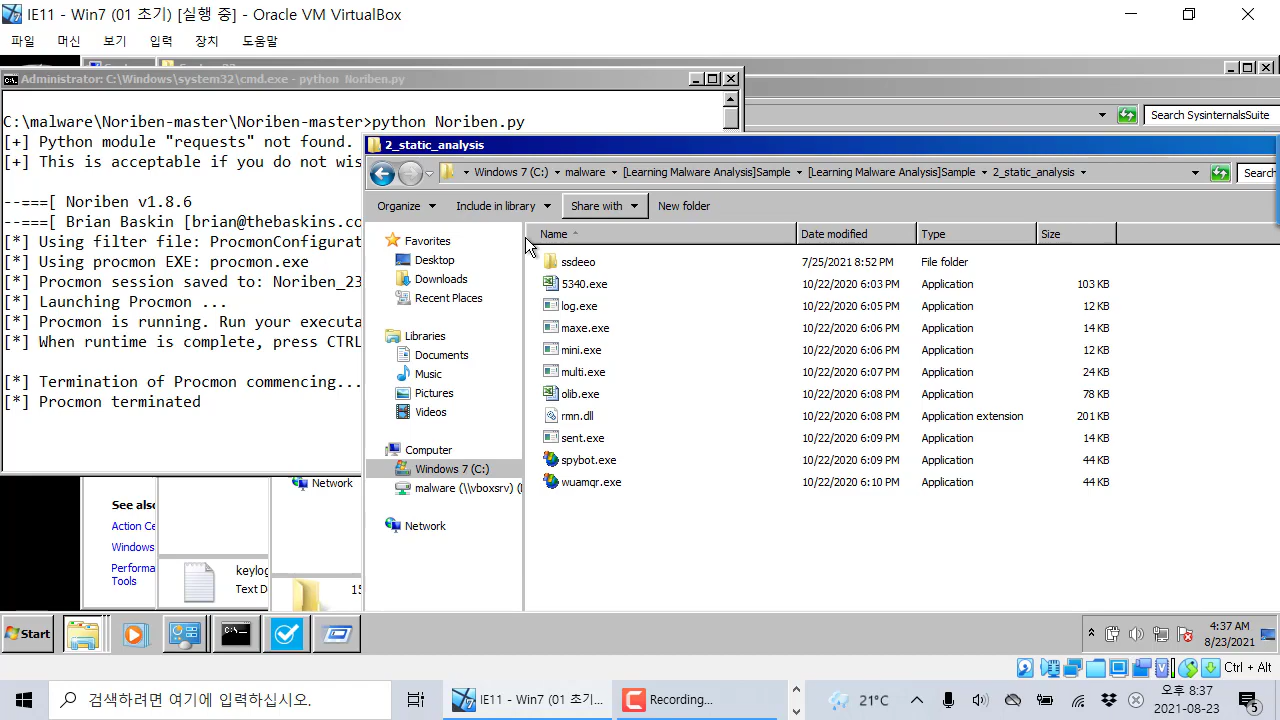 IE11 - Win7 (01 초기) [실행 중] - Oracle VM VirtualBox
파일 머신 보기 입력 장치 도움말
Administrator: C:\Windows\system32\cmd.exe - python Noriben.py
C:\malware\Noriben-master\Noriben-master>python Noriben.py
[+] Python module "requests" not found.
[+] This is acceptable if you do not wis
--===[ Noriben v1.8.6
--===[ Brian Baskin [brian@thebaskins.co
[*] Using filter file: ProcmonConfigurat
[*] Using procmon EXE: procmon.exe
[*] Procmon session saved to: Noriben_23
[*] Launching Procmon ...
[*] Procmon is running. Run your executa
[*] When runtime is complete, press CTRL
[*] Termination of Procmon commencing...
[*] Procmon terminated
Search SysinternalsSuite
2_static_analysis
Windows 7 (C:) malware [Learning Malware Analysis]Sample [Learning Malware Analysis]Sample 2_static_analysis
Search
Organize Include in library Share with New folder
Favorites
Desktop
Downloads
Recent Places
Libraries
Documents
Music
Pictures
Videos
Computer
Windows 7 (C:)
malware (\\vboxsrv) (
Network
Name Date modified Type Size
ssdeeo 7/25/2021 8:52 PM File folder
5340.exe 10/22/2020 6:03 PM Application 103 KB
log.exe 10/22/2020 6:05 PM Application 12 KB
maxe.exe 10/22/2020 6:06 PM Application 14 KB
mini.exe 10/22/2020 6:06 PM Application 12 KB
multi.exe 10/22/2020 6:07 PM Application 24 KB
olib.exe 10/22/2020 6:08 PM Application 78 KB
rmn.dll 10/22/2020 6:08 PM Application extension 201 KB
sent.exe 10/22/2020 6:09 PM Application 14 KB
spybot.exe 10/22/2020 6:09 PM Application 44 KB
wuamqr.exe 10/22/2020 6:10 PM Application 44 KB
See also
Action Ce
Windows
Performa
Tools
Network
keylog
Text D
15
Start
4:37 AM
8/23/2021
Ctrl + Alt
검색하려면 여기에 입력하십시오.
IE11 - Win7 (01 초기...
Recording...
21°C
오후 8:37
2021-08-23
5